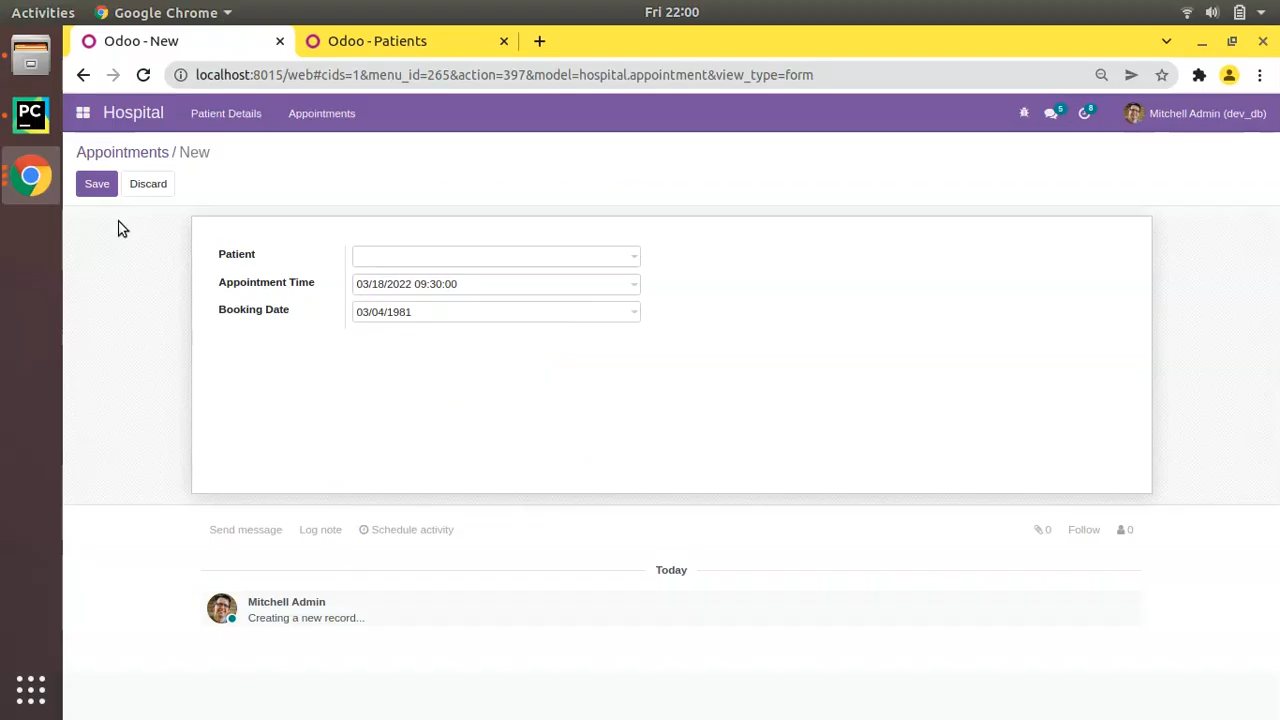 Activities Google Chrome Fri 22:00
Odoo - New Odoo - Patients
localhost:8015/web#cids=1&menu_id=265&action=397&model=hospital.appointment&view_type=form
PC
Hospital Patient Details Appointments 5 8 Mitchell Admin (dev_db)
Appointments / New
Save Discard
Patient
Appointment Time 03/18/2022 09:30:00
Booking Date 03/04/1981
Send message Log note Schedule activity 0 Follow 0
Today
Mitchell Admin
Creating a new record...